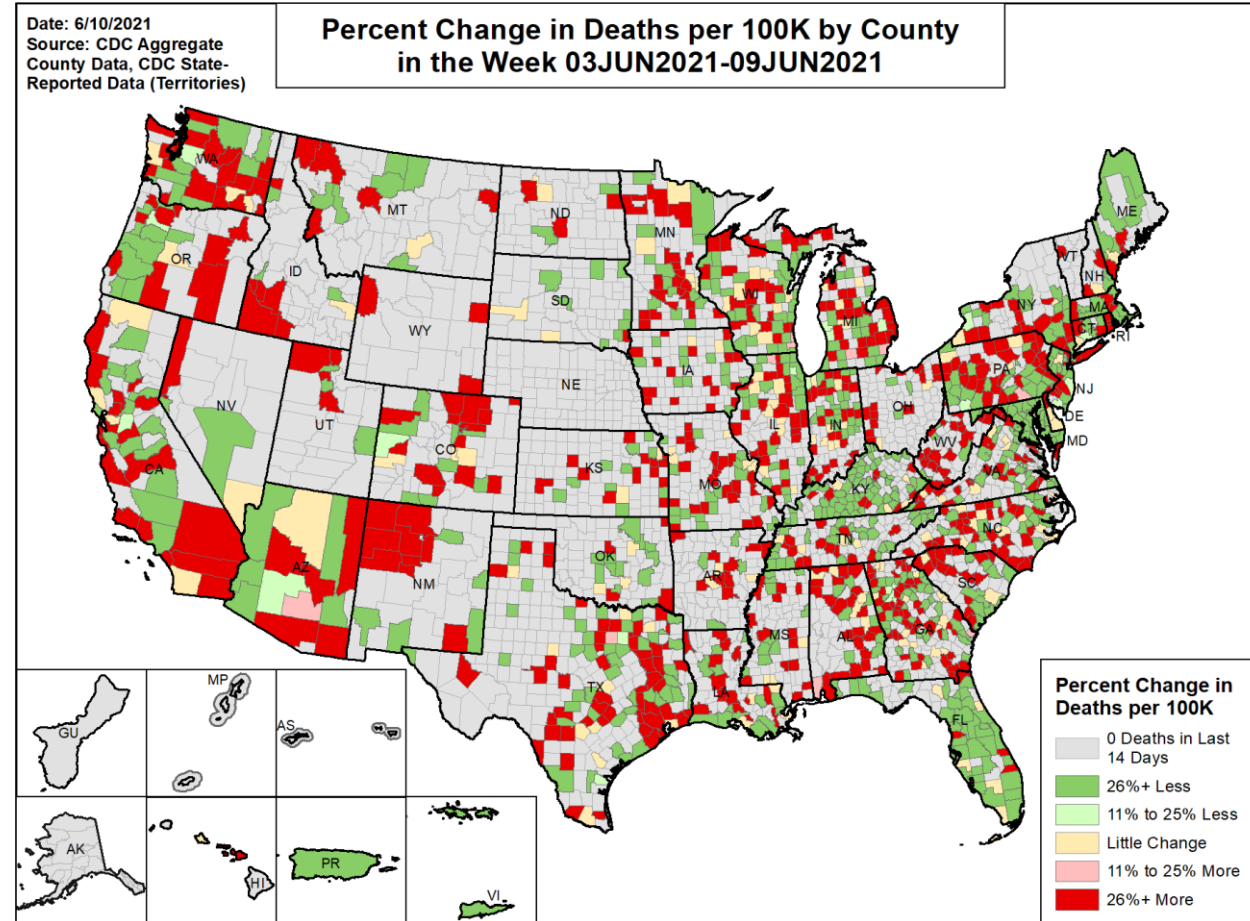 Date: 6/10/2021
Source: CDC Aggregate
County Data, CDC State-
Reported Data (Territories)
Percent Change in Deaths per 100K by County
in the Week 03JUN2021-09JUN2021
WA
MT
ND
MN
ME
OR
ID
SD
WI
MI
VT
NH
NY
MA
CT
RI
WY
IA
NE
PA
NJ
NV
UT
CO
IL
IN
OH
DE
MD
WV
VA
CA
KS
MO
KY
AZ
NM
OK
AR
TN
NC
SC
MS
AL
GA
TX
LA
FL
GU
MP
AS
AK
HI
PR
VI
Percent Change in
Deaths per 100K
0 Deaths in Last
14 Days
26%+ Less
11% to 25% Less
Little Change
11% to 25% More
26%+ More